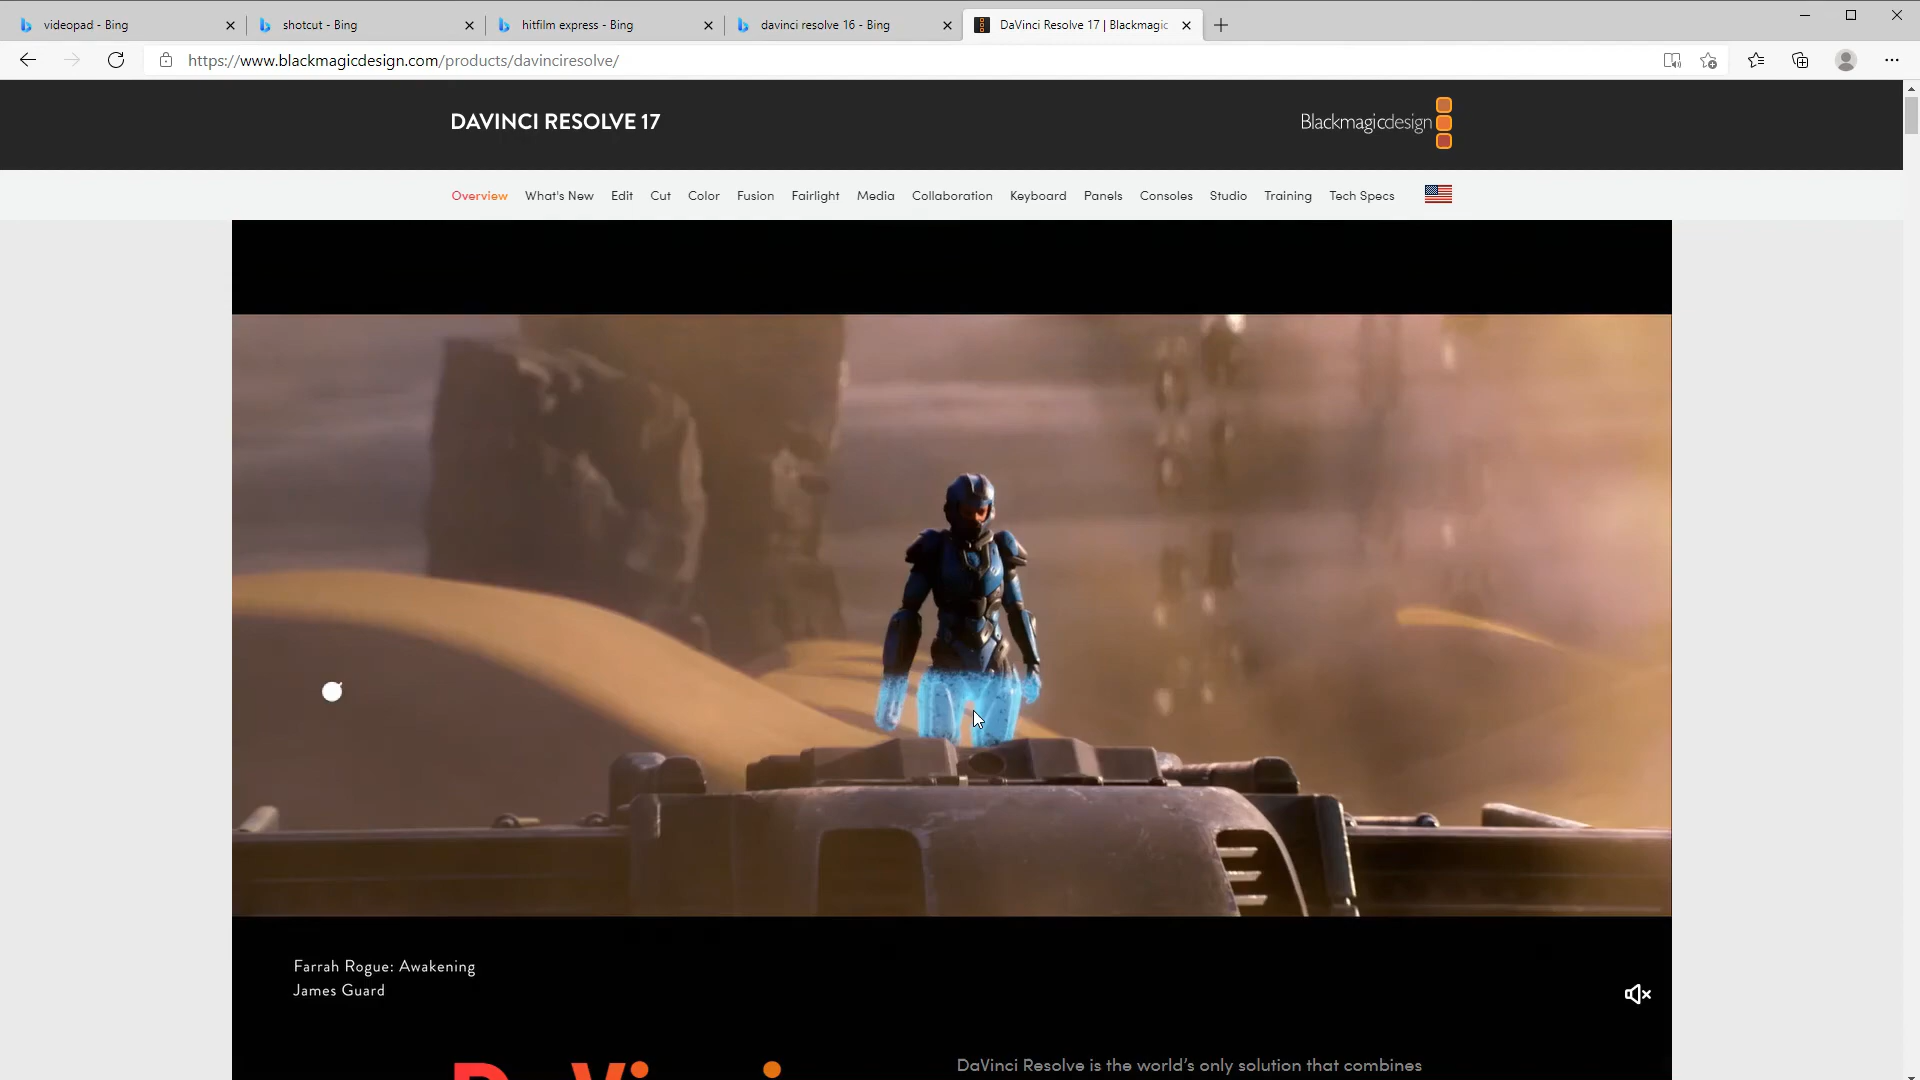 videopad - Bing
shotcut - Bing
hitfilm express - Bing
davinci resolve 16 - Bing
DaVinci Resolve 17 | Blackmagic
https://www.blackmagicdesign.com/products/davinciresolve/
DAVINCI RESOLVE 17
Blackmagicdesign
Overview What's New Edit Cut Color Fusion Fairlight Media Collaboration Keyboard Panels Consoles Studio Training Tech Specs
Farrah Rogue: Awakening
James Guard
DaVinci
DaVinci Resolve is the world’s only solution that combines